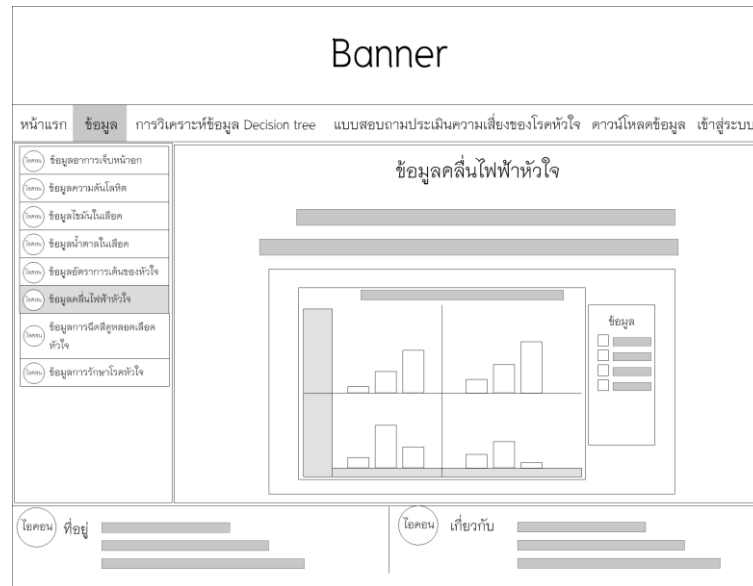 Banner
หน้าแรก ข้อมูล การวิเคราะห์ข้อมูล Decision tree แบบสอบถามประเมินความเสี่ยงของโรคหัวใจ ดาวน์โหลดข้อมูล เข้าสู่ระบบ
ไอคอน ข้อมูลอาการเจ็บหน้าอก
ไอคอน ข้อมูลความดันโลหิต
ไอคอน ข้อมูลไขมันในเลือด
ไอคอน ข้อมูลน้ำตาลในเลือด
ไอคอน ข้อมูลอัตราการเต้นของหัวใจ
ไอคอน ข้อมูลคลื่นไฟฟ้าหัวใจ
ไอคอน ข้อมูลการฉีดสีดูหลอดเลือด
หัวใจ
ไอคอน ข้อมูลการรักษาโรคหัวใจ
ข้อมูลคลื่นไฟฟ้าหัวใจ
ข้อมูล
ไอคอน ที่อยู่
ไอคอน เกี่ยวกับ